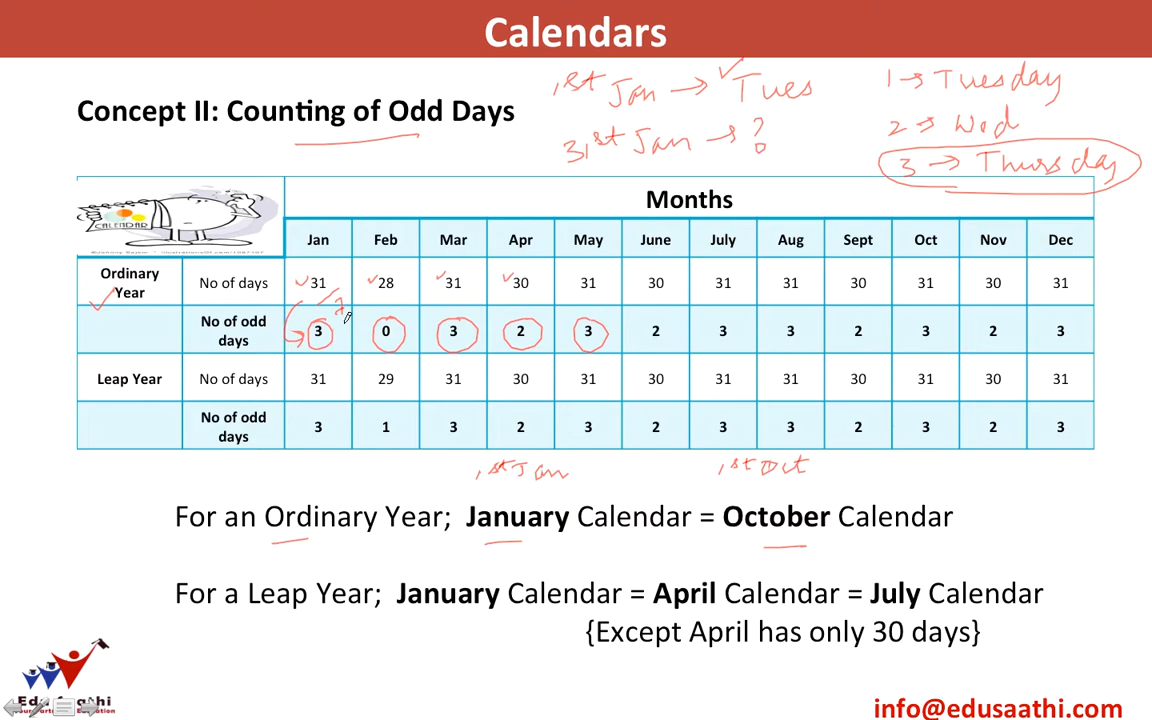 Calendars
Concept II: Counting of Odd Days
1st Jan → Tues
31st Jan → ?
1 → Tuesday
2 → Wed
3 → Thursday
CALENDAR
Months
Jan Feb Mar Apr May June July Aug Sept Oct Nov Dec
Ordinary Year No of days 31 28 31 30 31 30 31 31 30 31 30 31
/7
No of odd days 3 0 3 2 3 2 3 3 2 3 2 3
Leap Year No of days 31 29 31 30 31 30 31 31 30 31 30 31
No of odd days 3 1 3 2 3 2 3 3 2 3 2 3
1st Jan 1st Oct
For an Ordinary Year; January Calendar = October Calendar
For a Leap Year; January Calendar = April Calendar = July Calendar
{Except April has only 30 days}
info@edusaathi.com